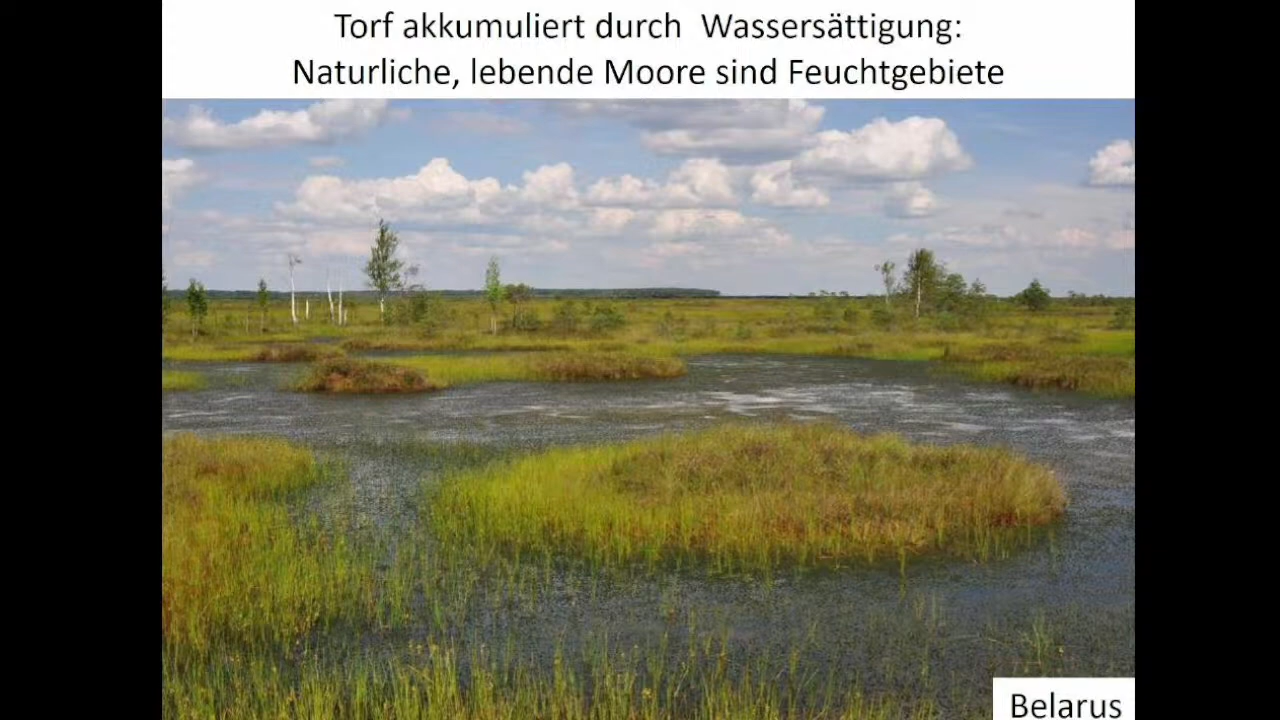 Torf akkumuliert durch Wassersättigung:
Naturliche, lebende Moore sind Feuchtgebiete
Belarus